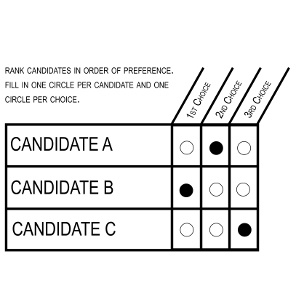 RANK CANDIDATES IN ORDER OF PREFERENCE.
FILL IN ONE CIRCLE PER CANDIDATE AND ONE
CIRCLE PER CHOICE.
1ST CHOICE
2ND CHOICE
3RD CHOICE
CANDIDATE A
CANDIDATE B
CANDIDATE C